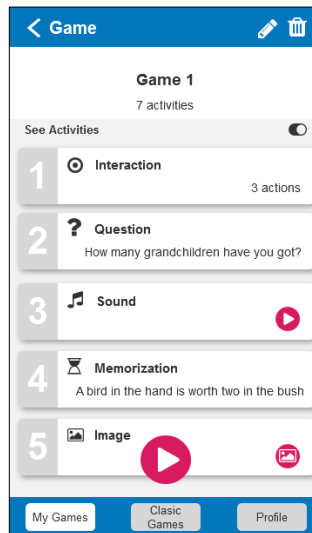 Game
Game 1
7 activities
See Activities
1
Interaction
3 actions
2
? Question
How many grandchildren have you got?
3
Sound
4
Memorization
A bird in the hand is worth two in the bush
5
Image
My Games
Clasic
Games
Profile